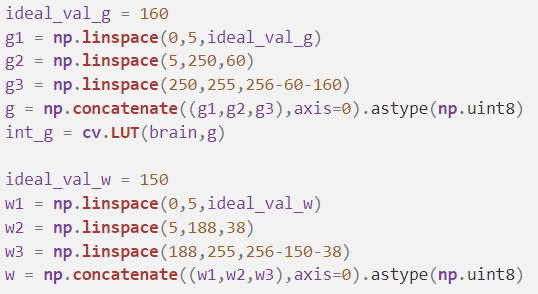 ideal_val_g = 160
g1 = np.linspace(0,5,ideal_val_g)
g2 = np.linspace(5,250,60)
g3 = np.linspace(250,255,256-60-160)
g = np.concatenate((g1,g2,g3),axis=0).astype(np.uint8)
int_g = cv.LUT(brain,g)

ideal_val_w = 150
w1 = np.linspace(0,5,ideal_val_w)
w2 = np.linspace(5,188,38)
w3 = np.linspace(188,255,256-150-38)
w = np.concatenate((w1,w2,w3),axis=0).astype(np.uint8)